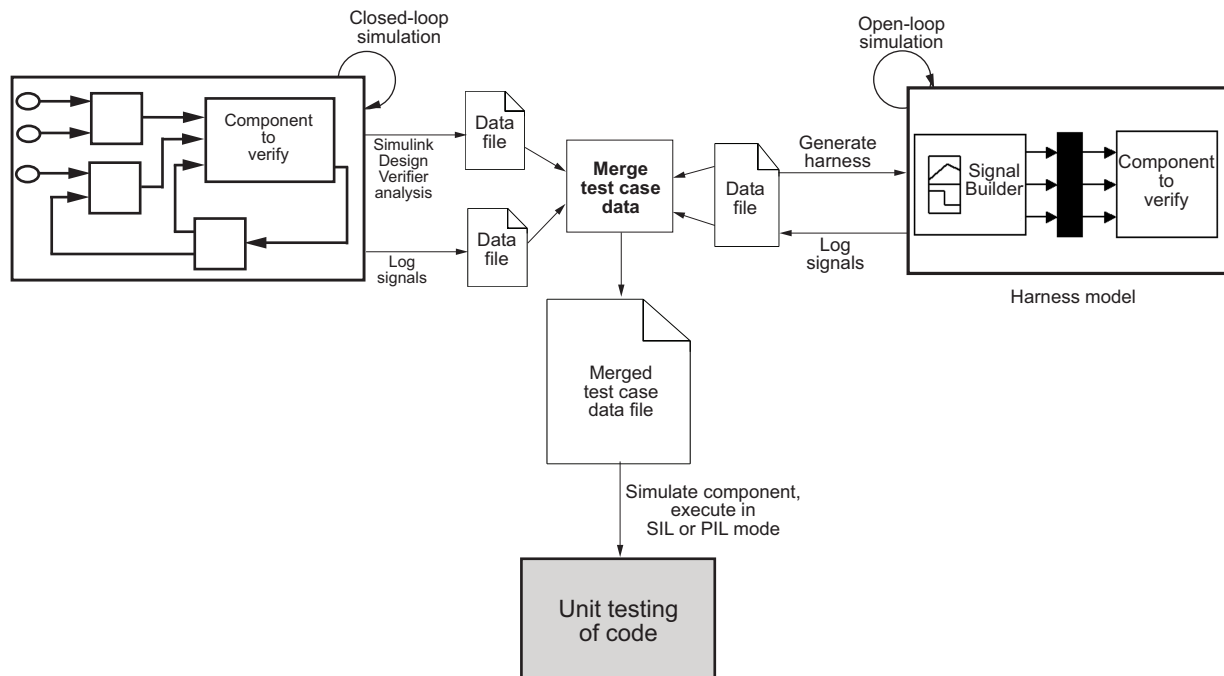 Closed-loop
simulation
Component
to
verify
Simulink
Design
Verifier
analysis
Log
signals
Data
file
Data
file
Merge
test case
data
Data
file
Generate
harness
Log
signals
Open-loop
simulation
Signal
Builder
Component
to
verify
Harness model
Merged
test case
data file
Simulate component,
execute in
SIL or PIL mode
Unit testing
of code